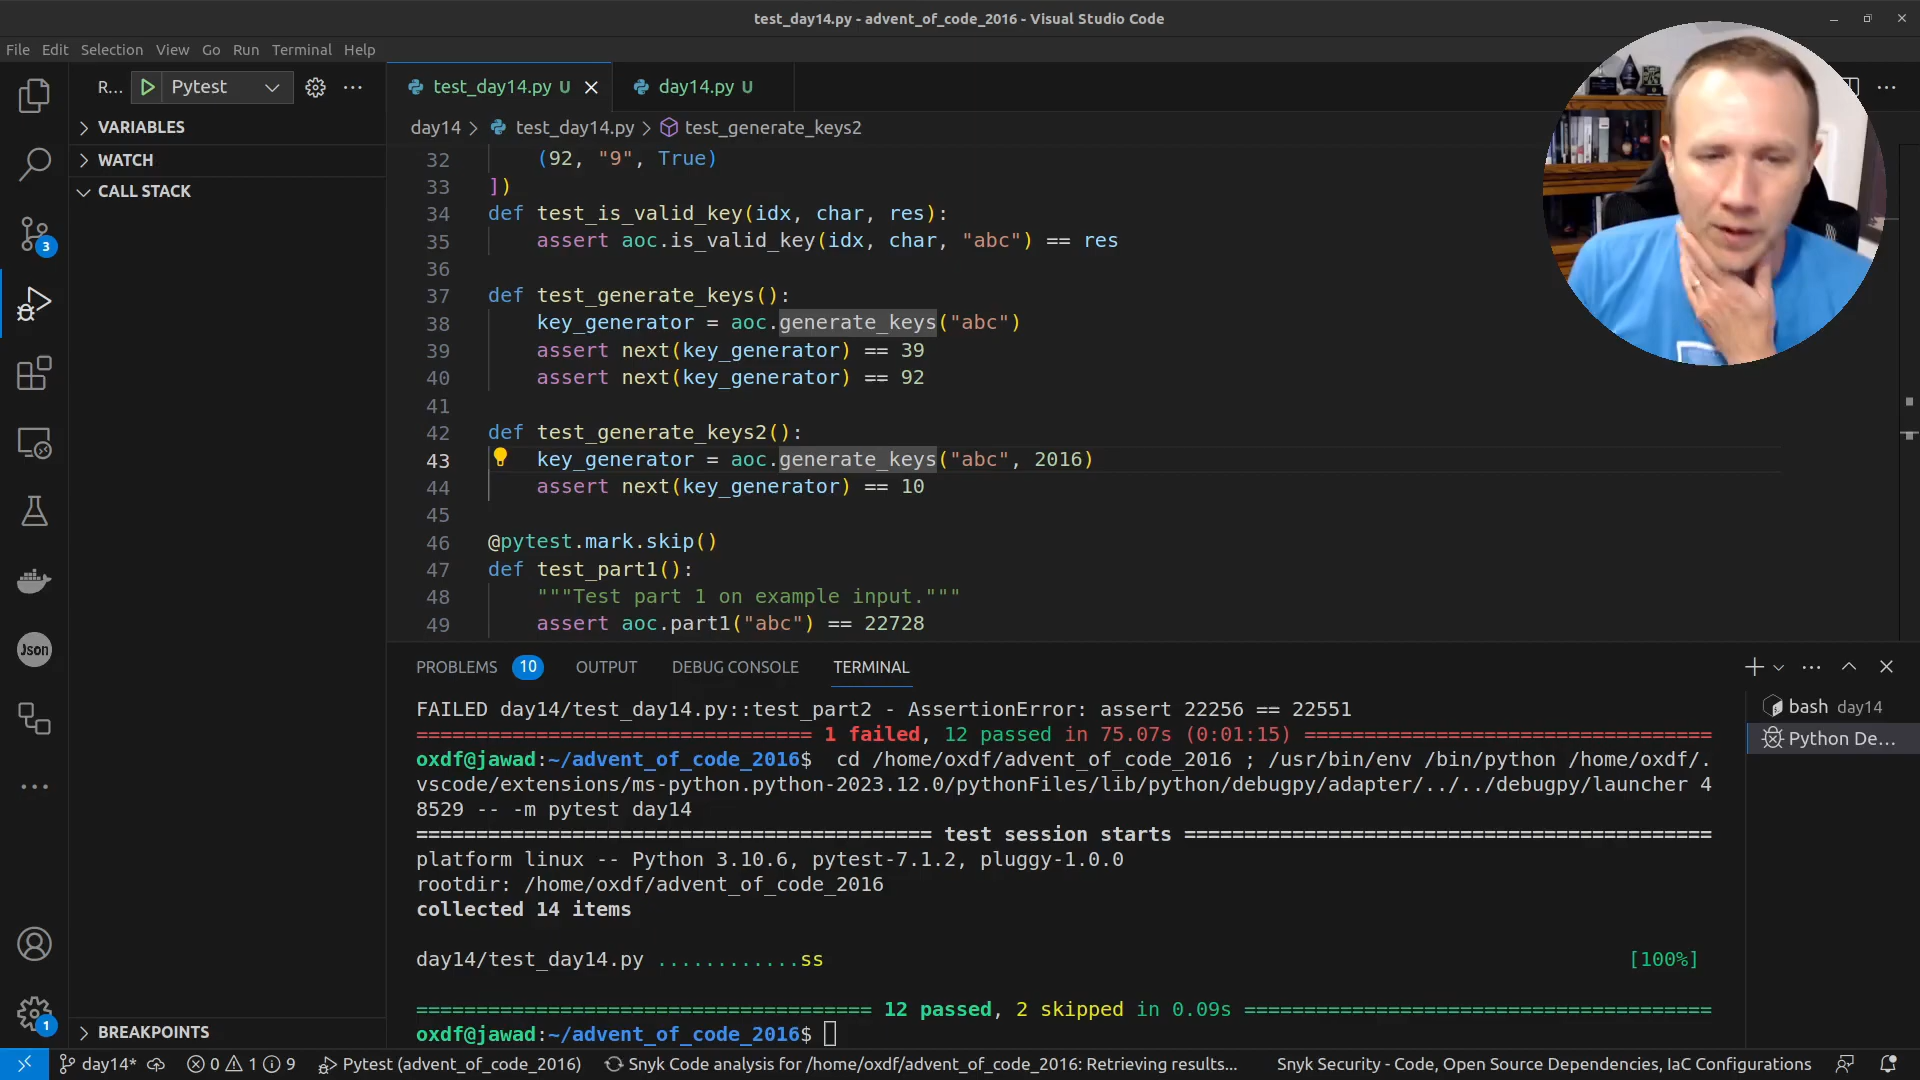 test_day14.py - advent_of_code_2016 - Visual Studio Code
File Edit Selection View Go Run Terminal Help
R... Pytest
test_day14.py U
day14.py U
VARIABLES
WATCH
CALL STACK
BREAKPOINTS
3
Json
1
day14 > test_day14.py > test_generate_keys2
32 (92, "9", True)
33 ])
34 def test_is_valid_key(idx, char, res):
35 assert aoc.is_valid_key(idx, char, "abc") == res
36
37 def test_generate_keys():
38 key_generator = aoc.generate_keys("abc")
39 assert next(key_generator) == 39
40 assert next(key_generator) == 92
41
42 def test_generate_keys2():
43 key_generator = aoc.generate_keys("abc", 2016)
44 assert next(key_generator) == 10
45
46 @pytest.mark.skip()
47 def test_part1():
48 """Test part 1 on example input."""
49 assert aoc.part1("abc") == 22728
PROBLEMS 10 OUTPUT DEBUG CONSOLE TERMINAL
FAILED day14/test_day14.py::test_part2 - AssertionError: assert 22256 == 22551
=============================== 1 failed, 12 passed in 75.07s (0:01:15) ================================
oxdf@jawad:~/advent_of_code_2016$  cd /home/oxdf/advent_of_code_2016 ; /usr/bin/env /bin/python /home/oxdf/.
vscode/extensions/ms-python.python-2023.12.0/pythonFiles/lib/python/debugpy/adapter/../../debugpy/launcher 4
8529 -- -m pytest day14
========================================= test session starts ==========================================
platform linux -- Python 3.10.6, pytest-7.1.2, pluggy-1.0.0
rootdir: /home/oxdf/advent_of_code_2016
collected 14 items
day14/test_day14.py ............ss [100%]
==================================== 12 passed, 2 skipped in 0.09s =====================================
oxdf@jawad:~/advent_of_code_2016$
bash day14
Python De...
day14* 0 1 9 Pytest (advent_of_code_2016) Snyk Code analysis for /home/oxdf/advent_of_code_2016: Retrieving results... Snyk Security - Code, Open Source Dependencies, IaC Configurations